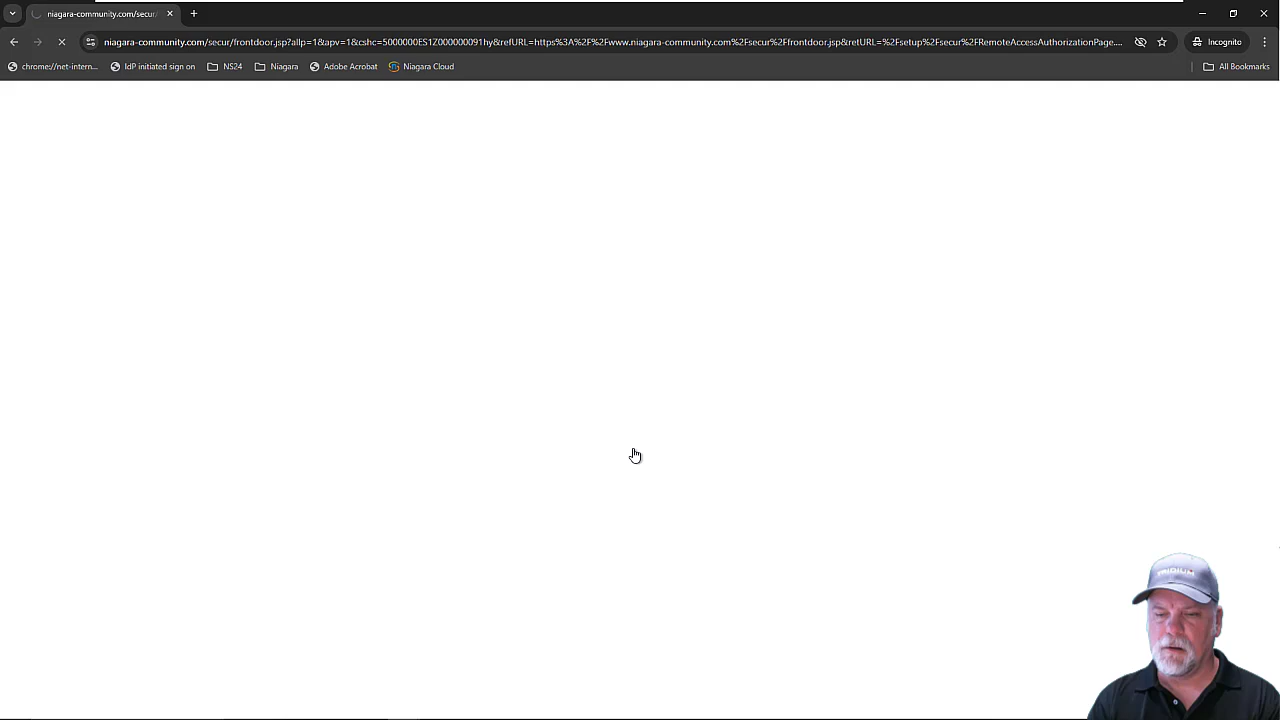 niagara-community.com/secur/
niagara-community.com/secur/frontdoor.jsp?allp=1&apv=1&cshc=5000000ES1Z000000091hy&refURL=https%3A%2F%2Fwww.niagara-community.com%2Fsecur%2Ffrontdoor.jsp&retURL=%2Fsetup%2Fsecur%2FRemoteAccessAuthorizationPage....
Incognito
chrome://net-intern...
IdP initiated sign on
NS24
Niagara
Adobe Acrobat
Niagara Cloud
All Bookmarks
TRIDIUM